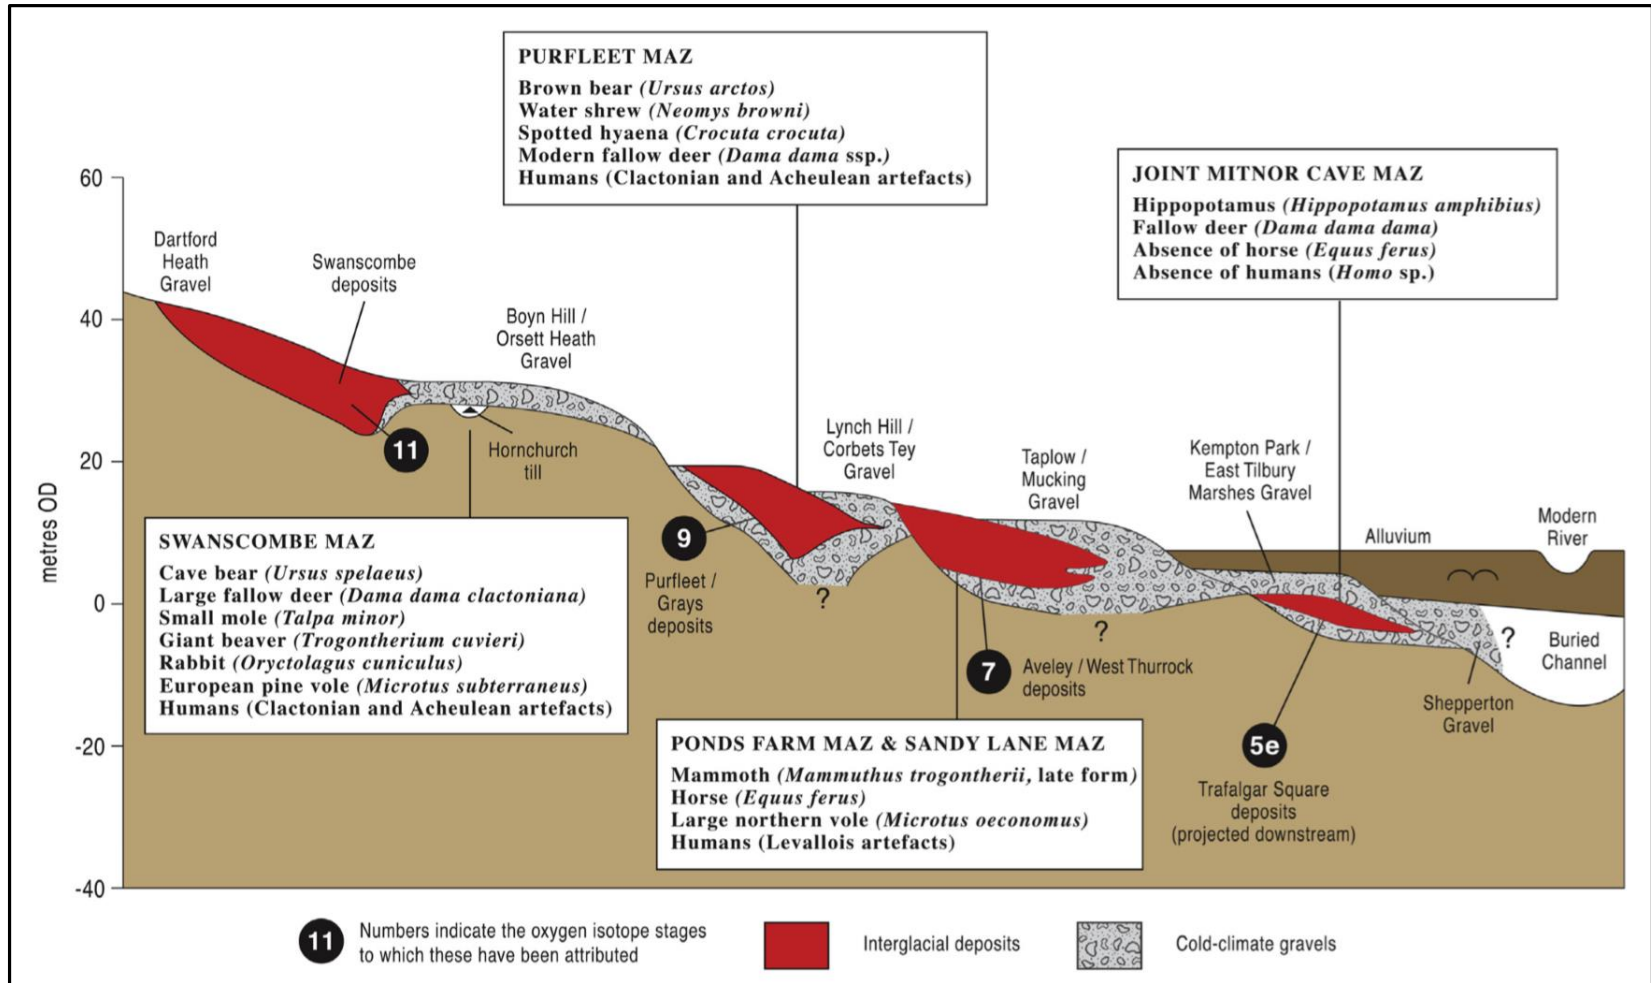 PURFLEET MAZ
Brown bear (Ursus arctos)
Water shrew (Neomys browni)
Spotted hyaena (Crocuta crocuta)
Modern fallow deer (Dama dama ssp.)
Humans (Clactonian and Acheulean artefacts)
JOINT MITNOR CAVE MAZ
Hippopotamus (Hippopotamus amphibius)
Fallow deer (Dama dama dama)
Absence of horse (Equus ferus)
Absence of humans (Homo sp.)
metres OD
60
40
20
0
-20
-40
Dartford
Heath
Gravel
Swanscombe
deposits
Boyn Hill /
Orsett Heath
Gravel
11
Hornchurch
till
Lynch Hill /
Corbets Tey
Gravel
Taplow /
Mucking
Gravel
Kempton Park /
East Tilbury
Marshes Gravel
Alluvium
Modern
River
9
Purfleet /
Grays
deposits
?
?
7
Aveley / West Thurrock
deposits
?
Buried
Channel
Shepperton
Gravel
5e
Trafalgar Square
deposits
(projected downstream)
SWANSCOMBE MAZ
Cave bear (Ursus spelaeus)
Large fallow deer (Dama dama clactoniana)
Small mole (Talpa minor)
Giant beaver (Trogontherium cuvieri)
Rabbit (Oryctolagus cuniculus)
European pine vole (Microtus subterraneus)
Humans (Clactonian and Acheulean artefacts)
PONDS FARM MAZ & SANDY LANE MAZ
Mammoth (Mammuthus trogontherii, late form)
Horse (Equus ferus)
Large northern vole (Microtus oeconomus)
Humans (Levallois artefacts)
11
Numbers indicate the oxygen isotope stages
to which these have been attributed
Interglacial deposits
Cold-climate gravels